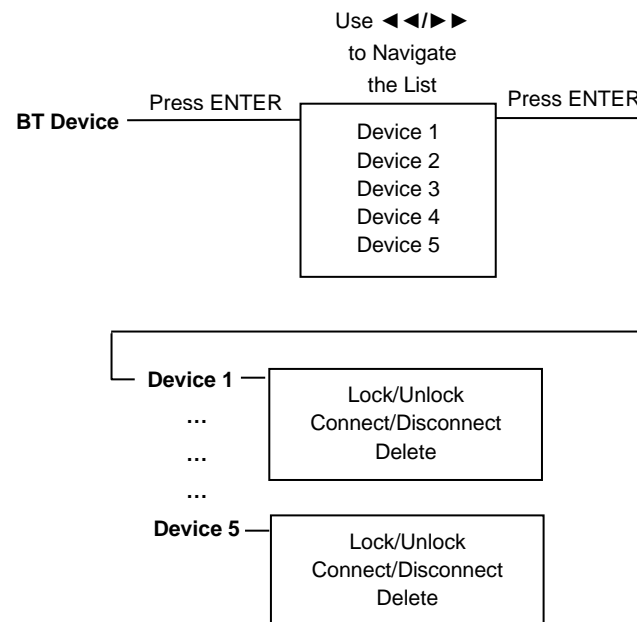 Use ◄◄/►►
to Navigate
the List
Press ENTER
Press ENTER
BT Device
Device 1
Device 2
Device 3
Device 4
Device 5
Device 1
Lock/Unlock
Connect/Disconnect
Delete
...
...
...
Device 5
Lock/Unlock
Connect/Disconnect
Delete